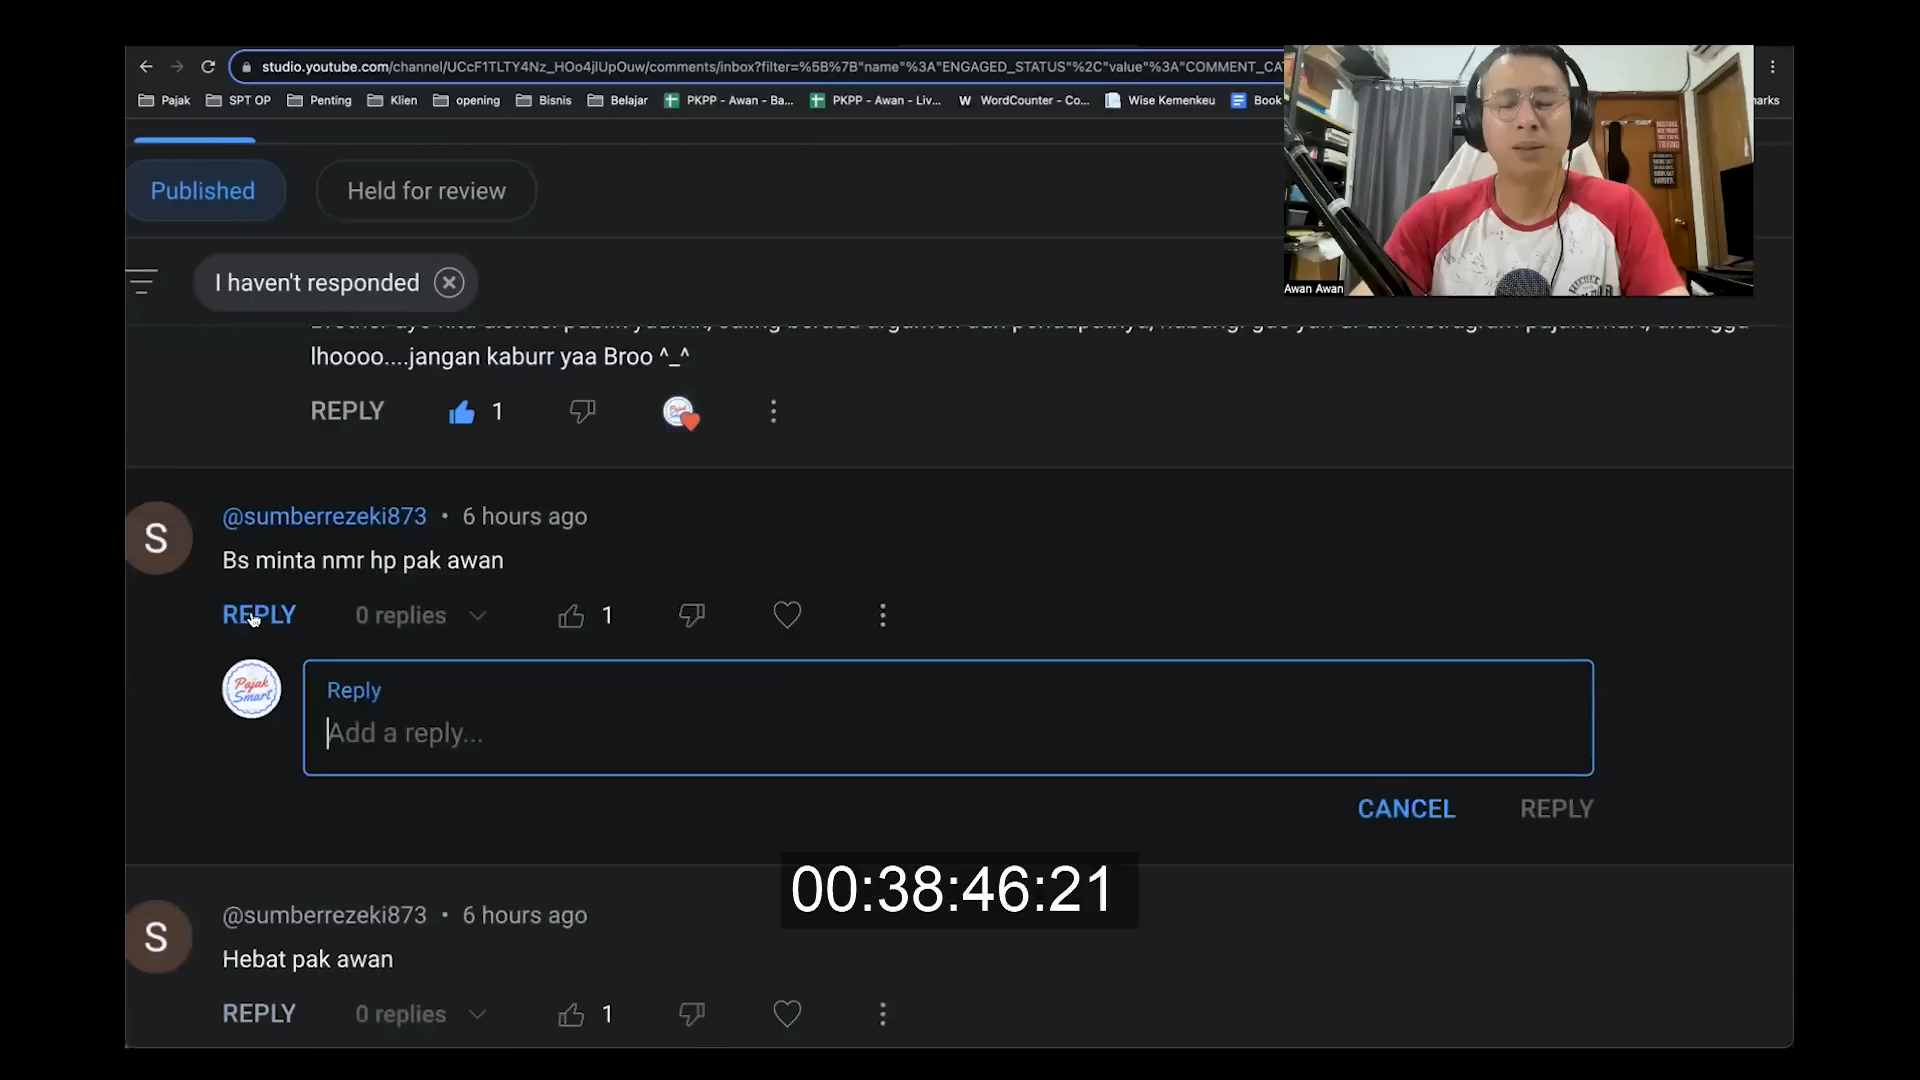 studio.youtube.com/channel/UCcF1TLTY4Nz_HOo4jlUpOuw/comments/inbox?filter=%5B%7B"name"%3A"ENGAGED_STATUS"%2C"value"%3A"COMMENT_CA
Pajak SPT OP Penting Klien opening Bisnis Belajar PKPP - Awan - Ba... PKPP - Awan - Liv... WordCounter - Co... Wise Kemenkeu Book arks
Awan Awan
Published Held for review
I haven't responded
lhoooo....jangan kaburr yaa Broo ^_^
REPLY 1
S
@sumberrezeki873 • 6 hours ago
Bs minta nmr hp pak awan
REPLY 0 replies 1
Pajak
Smart
Reply
Add a reply...
CANCEL REPLY
00:38:46:21
S
@sumberrezeki873 • 6 hours ago
Hebat pak awan
REPLY 0 replies 1